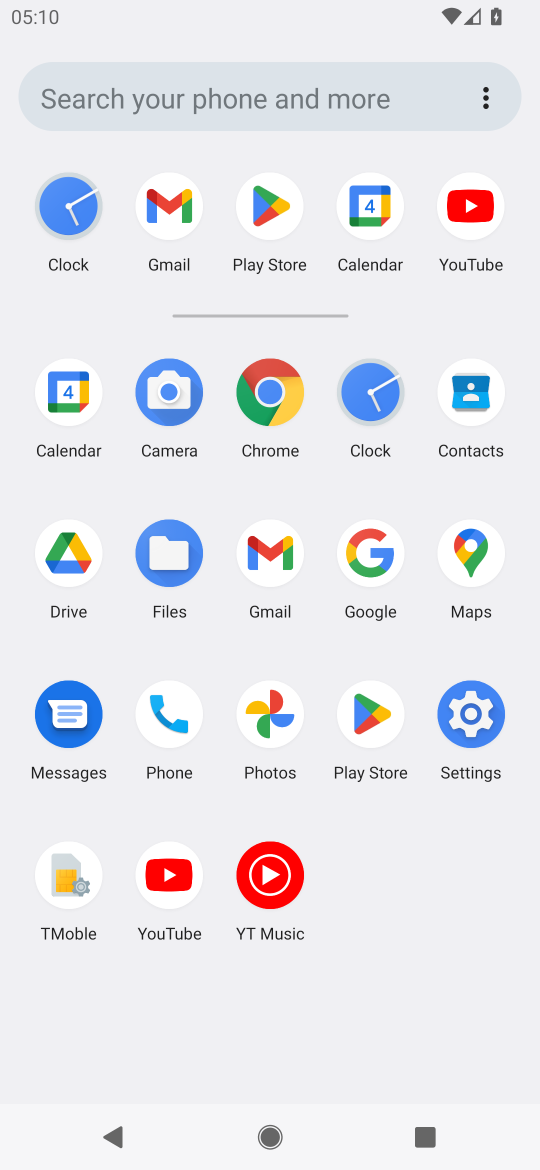 05:10
Search your phone and more
Clock Gmail Play Store Calendar YouTube
Calendar Camera Chrome Clock Contacts
Drive Files Gmail Google Maps
Messages Phone Photos Play Store Settings
TMoble YouTube YT Music